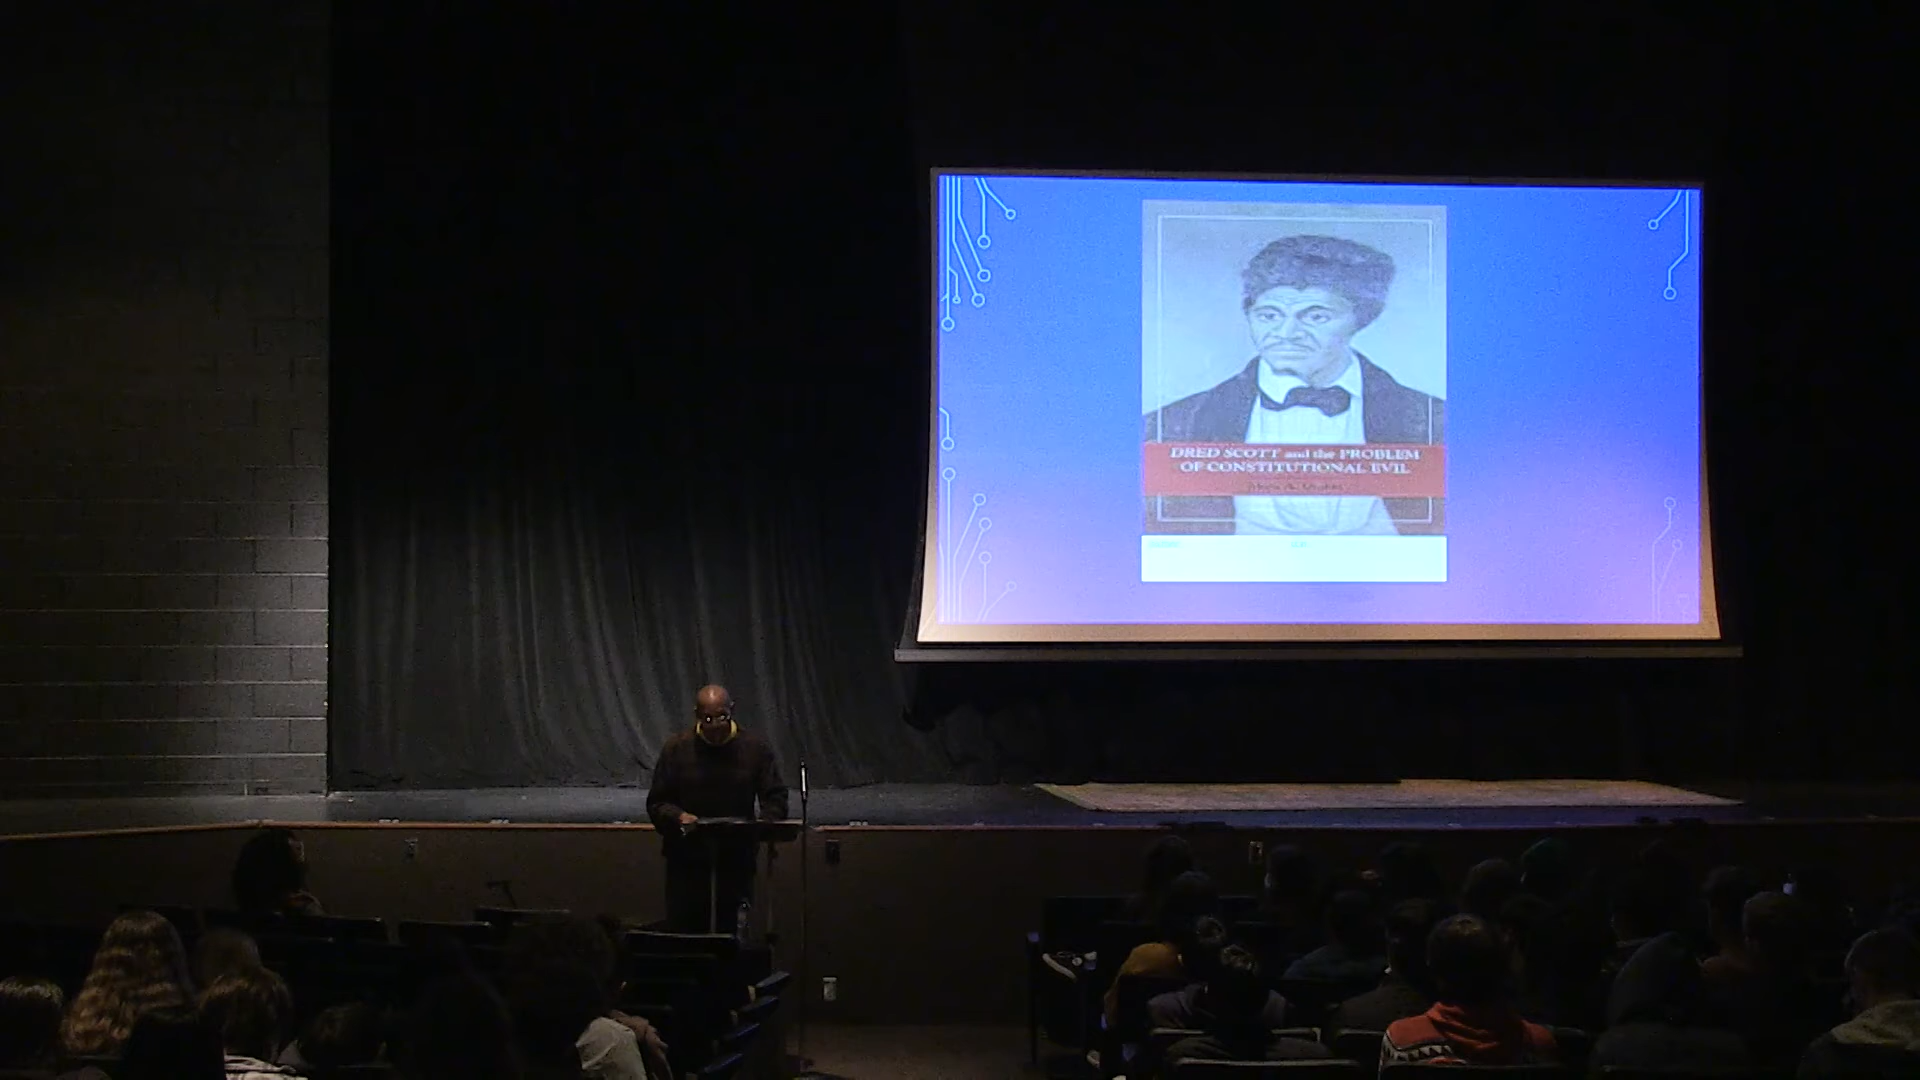 DRED SCOTT and the PROBLEM
OF CONSTITUTIONAL EVIL